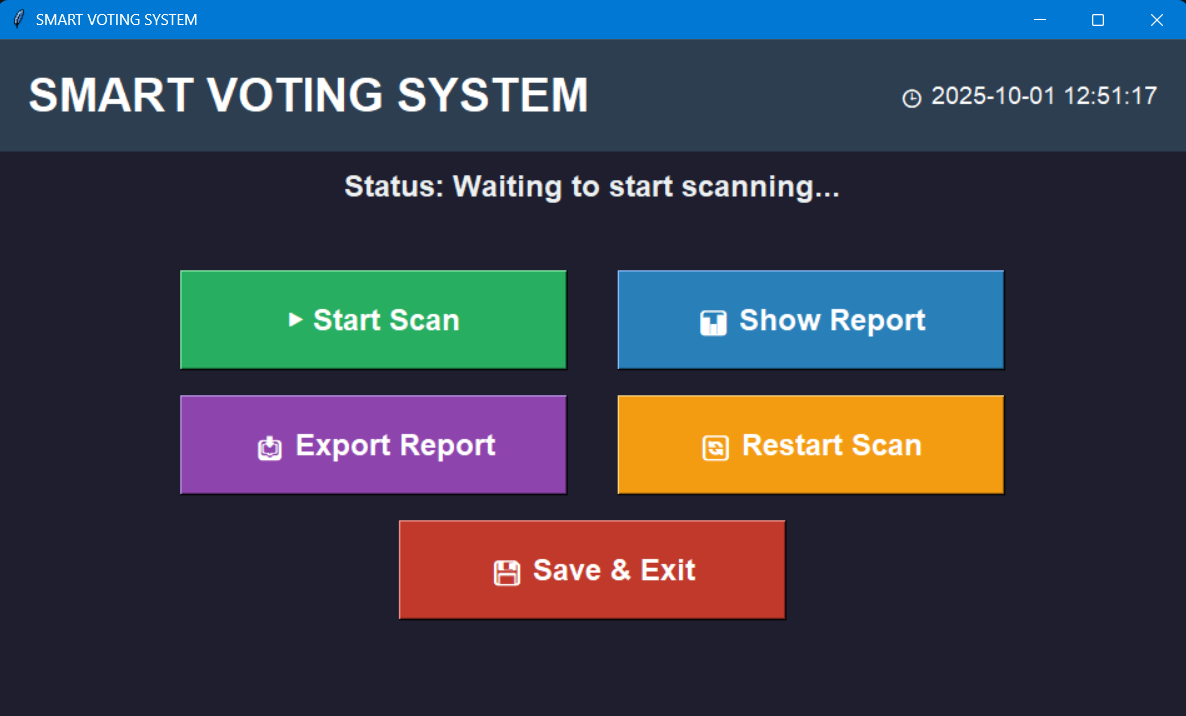 SMART VOTING SYSTEM
SMART VOTING SYSTEM
2025-10-01 12:51:17
Status: Waiting to start scanning...
Start Scan
Show Report
Export Report
Restart Scan
Save & Exit